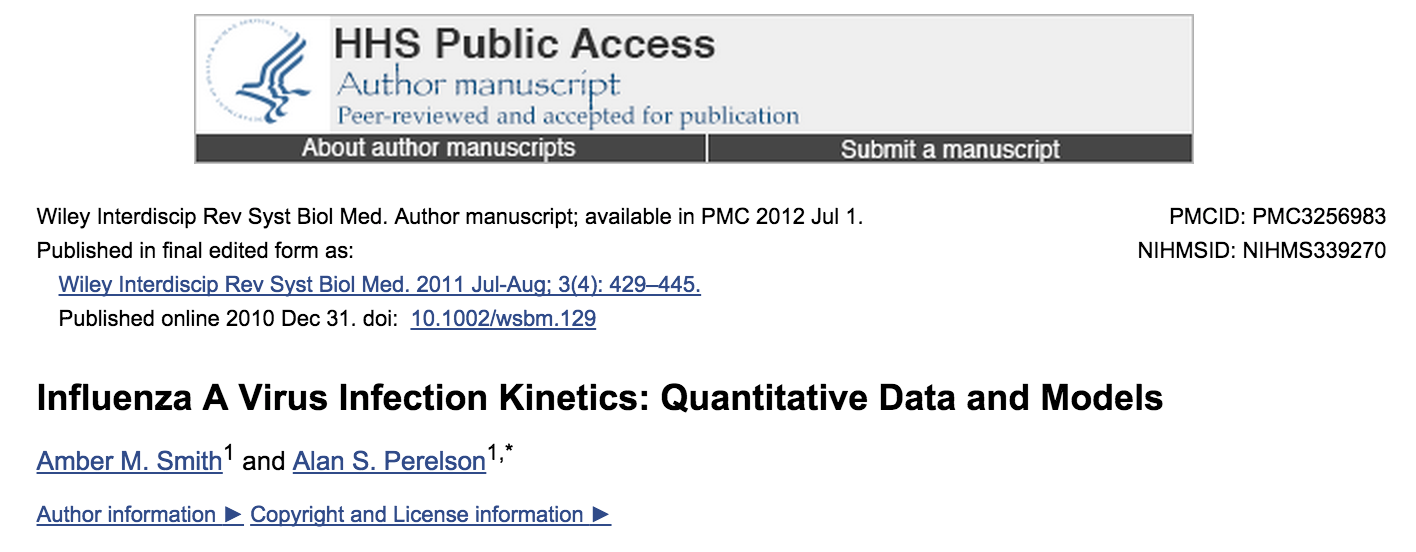 HHS Public Access
Author manuscript
Peer-reviewed and accepted for publication
About author manuscripts
Submit a manuscript
Wiley Interdiscip Rev Syst Biol Med. Author manuscript; available in PMC 2012 Jul 1.
PMCID: PMC3256983
Published in final edited form as:
NIHMSID: NIHMS339270
Wiley Interdiscip Rev Syst Biol Med. 2011 Jul-Aug; 3(4): 429–445.
Published online 2010 Dec 31. doi: 10.1002/wsbm.129
Influenza A Virus Infection Kinetics: Quantitative Data and Models
Amber M. Smith1 and Alan S. Perelson1,*
Author information ► Copyright and License information ►